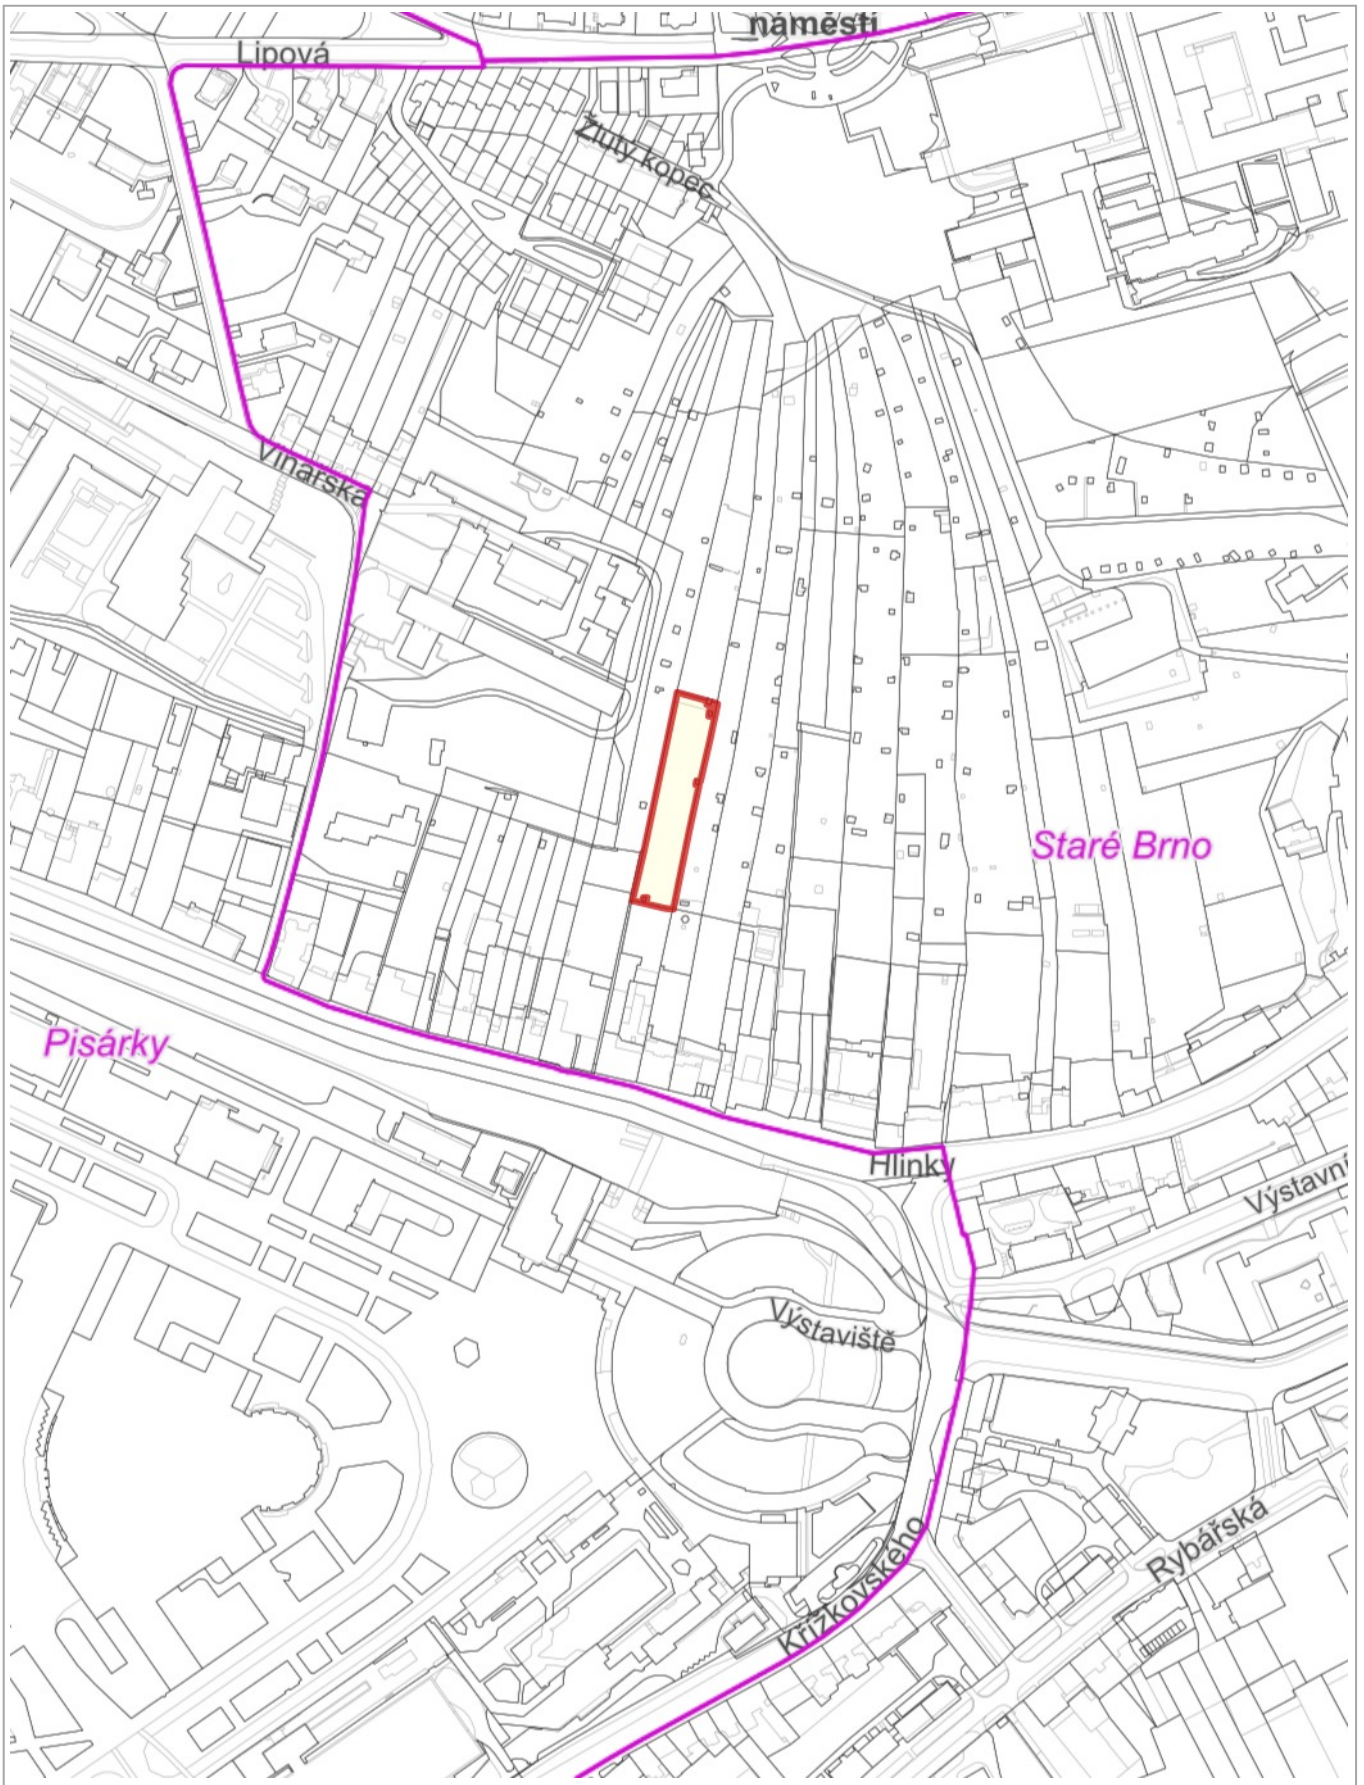 náměstí
Lipová
Žlutý kopec
Vinařská
Staré Brno
Pisárky
Hlinky
Výstavní
Výstaviště
Křížkovského
Rybářská